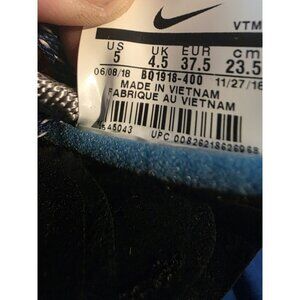 VTM
US UK EUR cm
5 4.5 37.5 23.5
06/08/18 BQ1918-400 11/27/18
MADE IN VIETNAM
FABRIQUE AU VIETNAM
45043 UPC